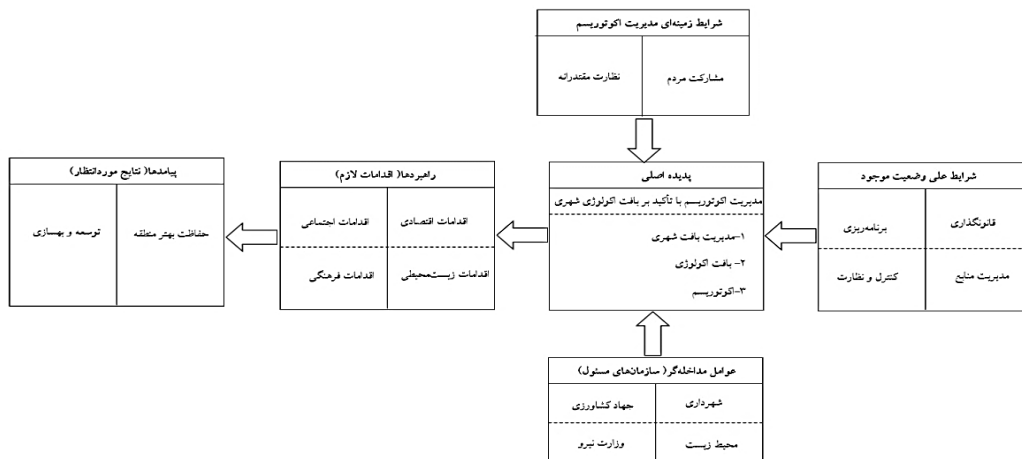 شرایط زمینه‌ای مدیریت اکوتوریسم
مشارکت مردم
نظارت مقتدرانه
شرایط علی وضعیت موجود
قانونگذاری
برنامه‌ریزی
مدیریت منابع
کنترل و نظارت
پدیده اصلی
مدیریت اکوتوریسم با تأکید بر بافت اکولوژی شهری
۱-مدیریت بافت شهری
۲- بافت اکولوژی
۳-اکوتوریسم
راهبردها( اقدامات لازم)
اقدامات اقتصادی
اقدامات اجتماعی
اقدامات زیست‌محیطی
اقدامات فرهنگی
پیامدها( نتایج موردانتظار)
حفاظت بهتر منطقه
توسعه و بهسازی
عوامل مداخله‌گر( سازمان‌های مسئول)
شهرداری
جهاد کشاورزی
محیط زیست
وزارت نیرو